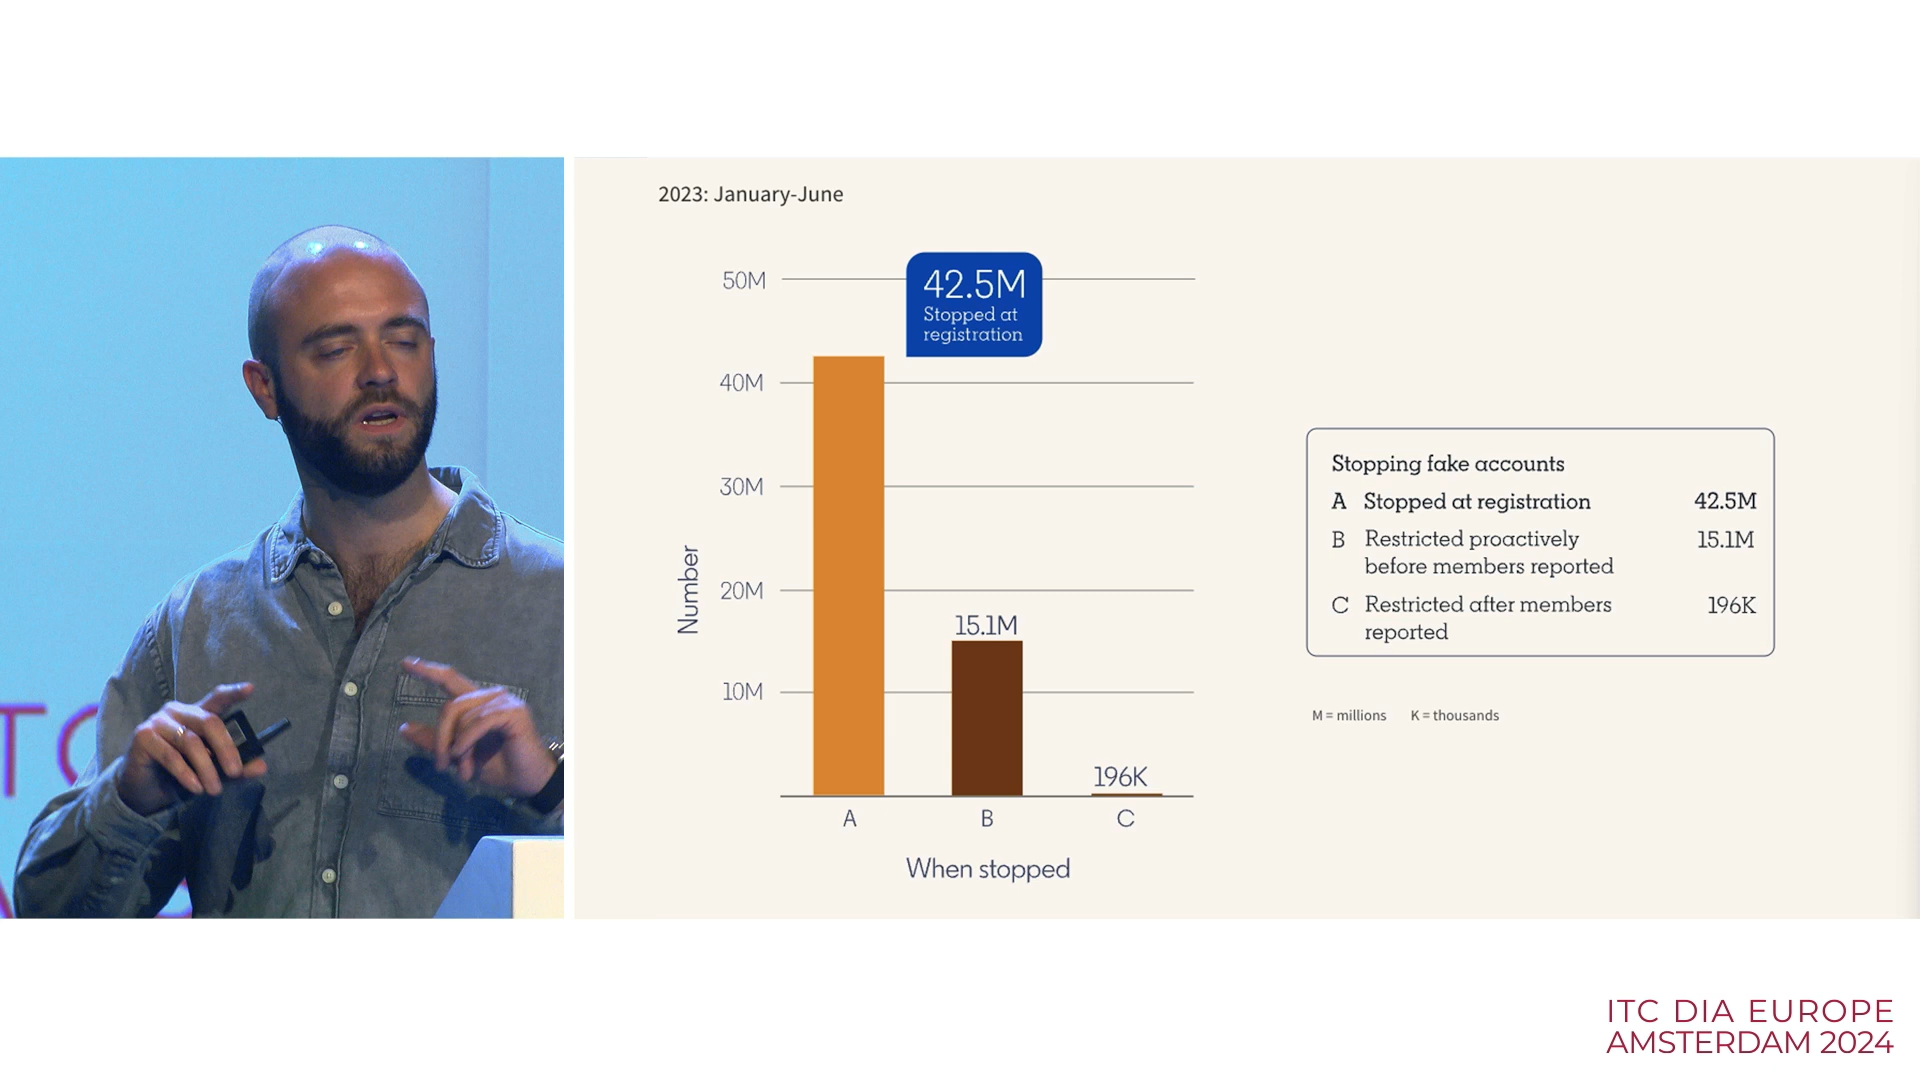 2023: January-June
50M
40M
30M
20M
10M
Number
42.5M
Stopped at
registration
15.1M
196K
A
B
C
When stopped
Stopping fake accounts
A Stopped at registration 42.5M
B Restricted proactively 15.1M
before members reported
C Restricted after members 196K
reported
M = millions K = thousands
ITC DIA EUROPE
AMSTERDAM 2024